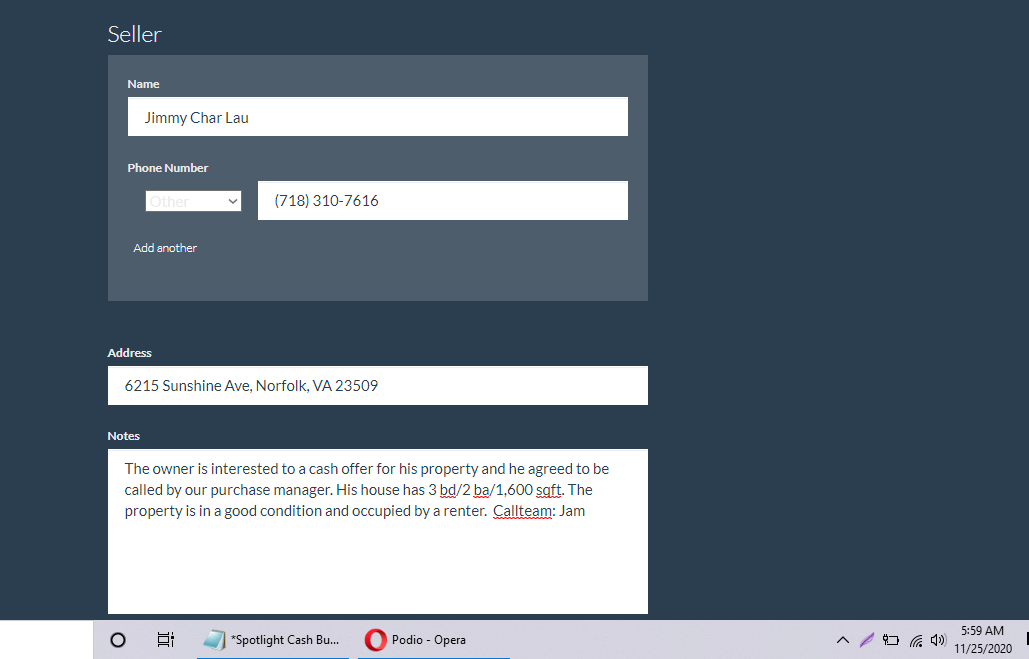 Seller
Name
Jimmy Char Lau
Phone Number
Other
(718) 310-7616
Add another
Address
6215 Sunshine Ave, Norfolk, VA 23509
Notes
The owner is interested to a cash offer for his property and he agreed to be
called by our purchase manager. His house has 3 bd/2 ba/1,600 sqft. The
property is in a good condition and occupied by a renter. Callteam: Jam
*Spotlight Cash Bu...
Podio - Opera
5:59 AM
11/25/2020